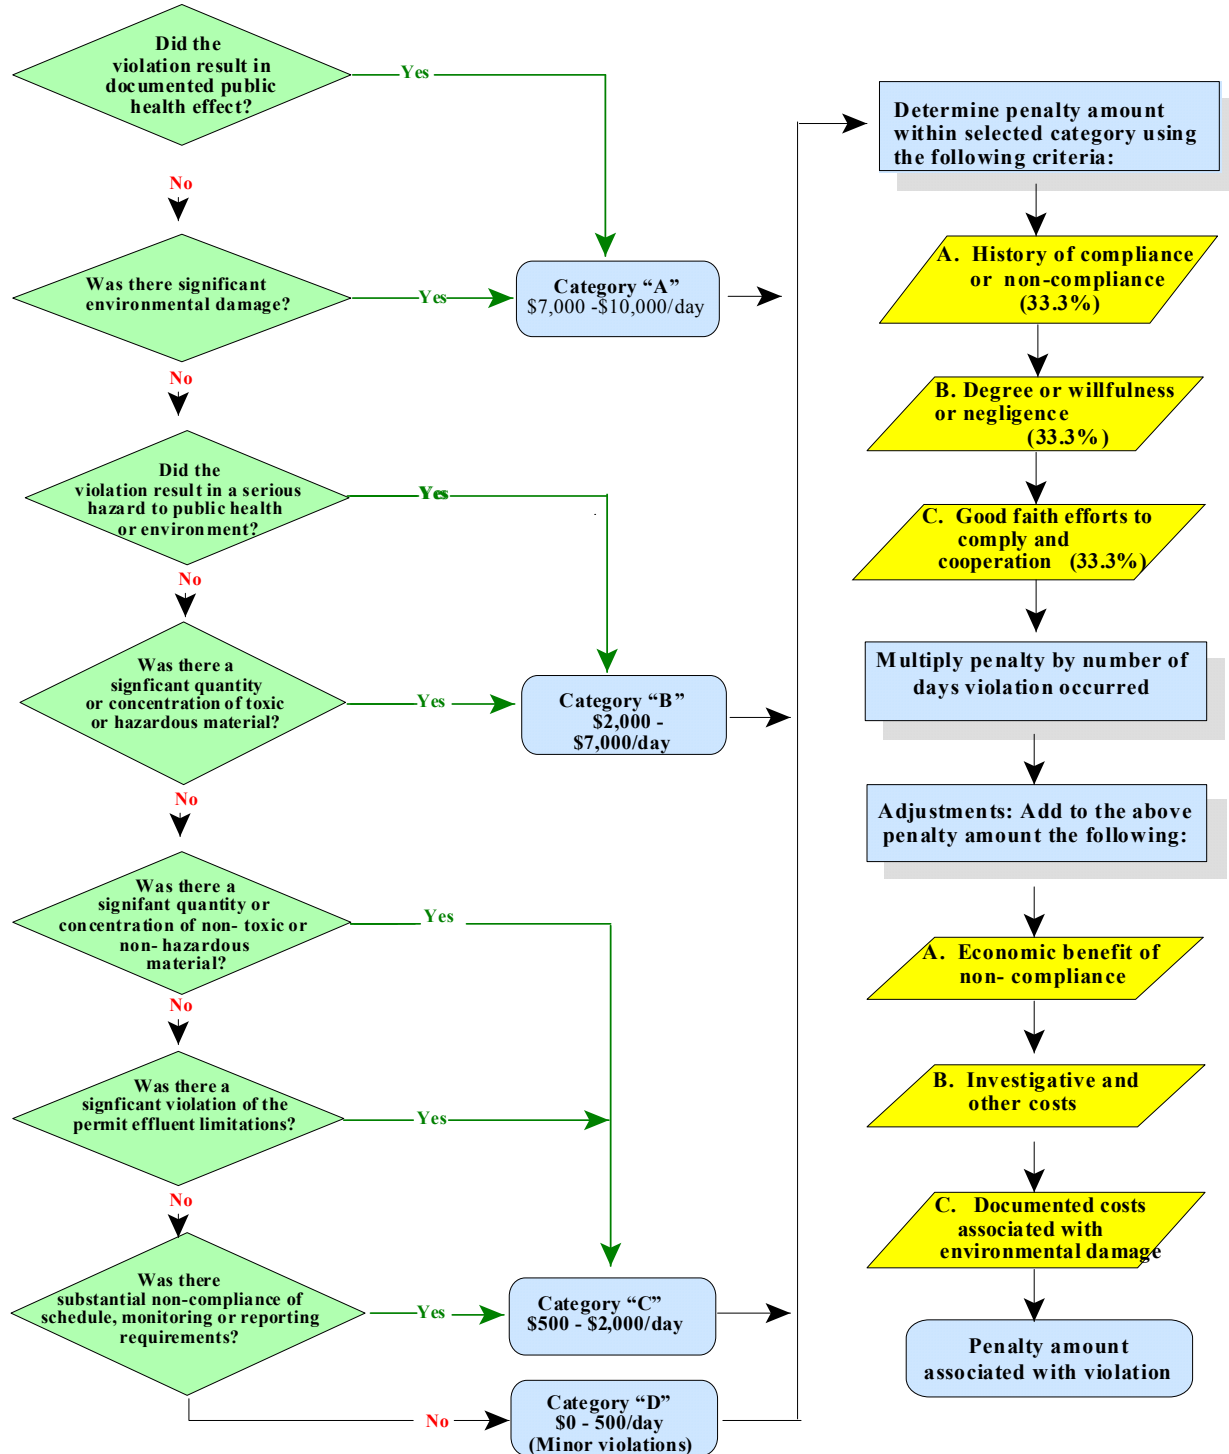 Did the
violation result in
documented public
health effect?
Yes
No
Was there significant
environmental damage?
Yes
Category “A”
$7,000 -$10,000/day
No
Did the
violation result in a serious
hazard to public health
or environment?
Yes
No
Was there a
signficant quantity
or concentration of toxic
or hazardous material?
Yes
Category “B”
$2,000 -
$7,000/day
No
Was there a
signifant quantity or
concentration of non- toxic or
non- hazardous
material?
Yes
No
Was there a
signficant violation of the
permit effluent limitations?
Yes
No
Was there
substantial non-compliance of
schedule, monitoring or reporting
requirements?
Yes
Category “C”
$500 - $2,000/day
No
Category “D”
$0 - 500/day
(Minor violations)
Determine penalty amount
within selected category using
the following criteria:
A. History of compliance
or non-compliance
(33.3%)
B. Degree or willfulness
or negligence
(33.3%)
C. Good faith efforts to
comply and
cooperation (33.3%)
Multiply penalty by number of
days violation occurred
Adjustments: Add to the above
penalty amount the following:
A. Economic benefit of
non- compliance
B. Investigative and
other costs
C. Documented costs
associated with
environmental damage
Penalty amount
associated with violation